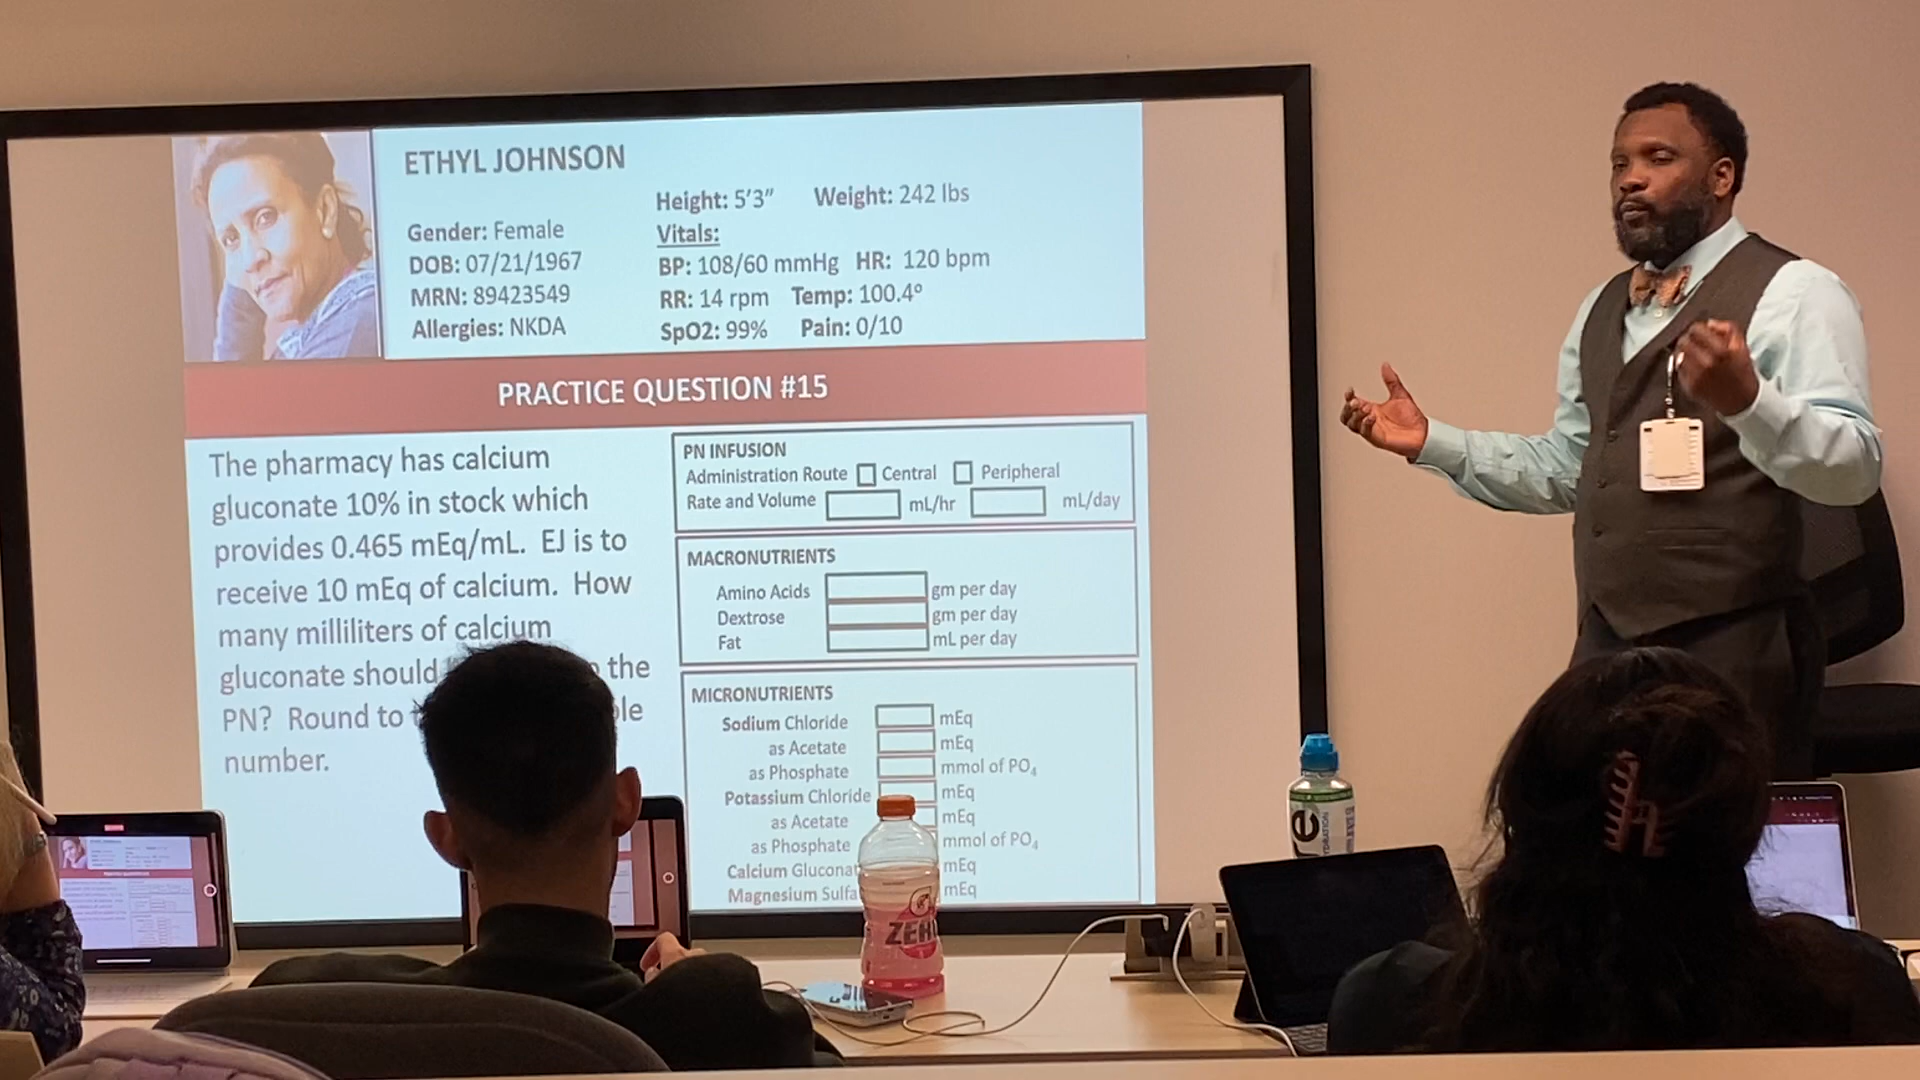 ETHYL JOHNSON
Height: 5'3" Weight: 242 lbs
Gender: Female
Vitals:
DOB: 07/21/1967
BP: 108/60 mmHg HR: 120 bpm
MRN: 89423549
RR: 14 rpm Temp: 100.4°
Allergies: NKDA
SpO2: 99% Pain: 0/10
PRACTICE QUESTION #15
The pharmacy has calcium
gluconate 10% in stock which
provides 0.465 mEq/mL. EJ is to
receive 10 mEq of calcium. How
many milliliters of calcium
gluconate should the
PN? Round to
number.
PN INFUSION
Administration Route Central Peripheral
Rate and Volume mL/hr mL/day
MACRONUTRIENTS
Amino Acids gm per day
Dextrose gm per day
Fat mL per day
MICRONUTRIENTS
Sodium Chloride mEq
as Acetate mEq
as Phosphate mmol of PO4
Potassium Chloride mEq
as Acetate mEq
as Phosphate mmol of PO4
Calcium mEq
Magnesium mEq
G